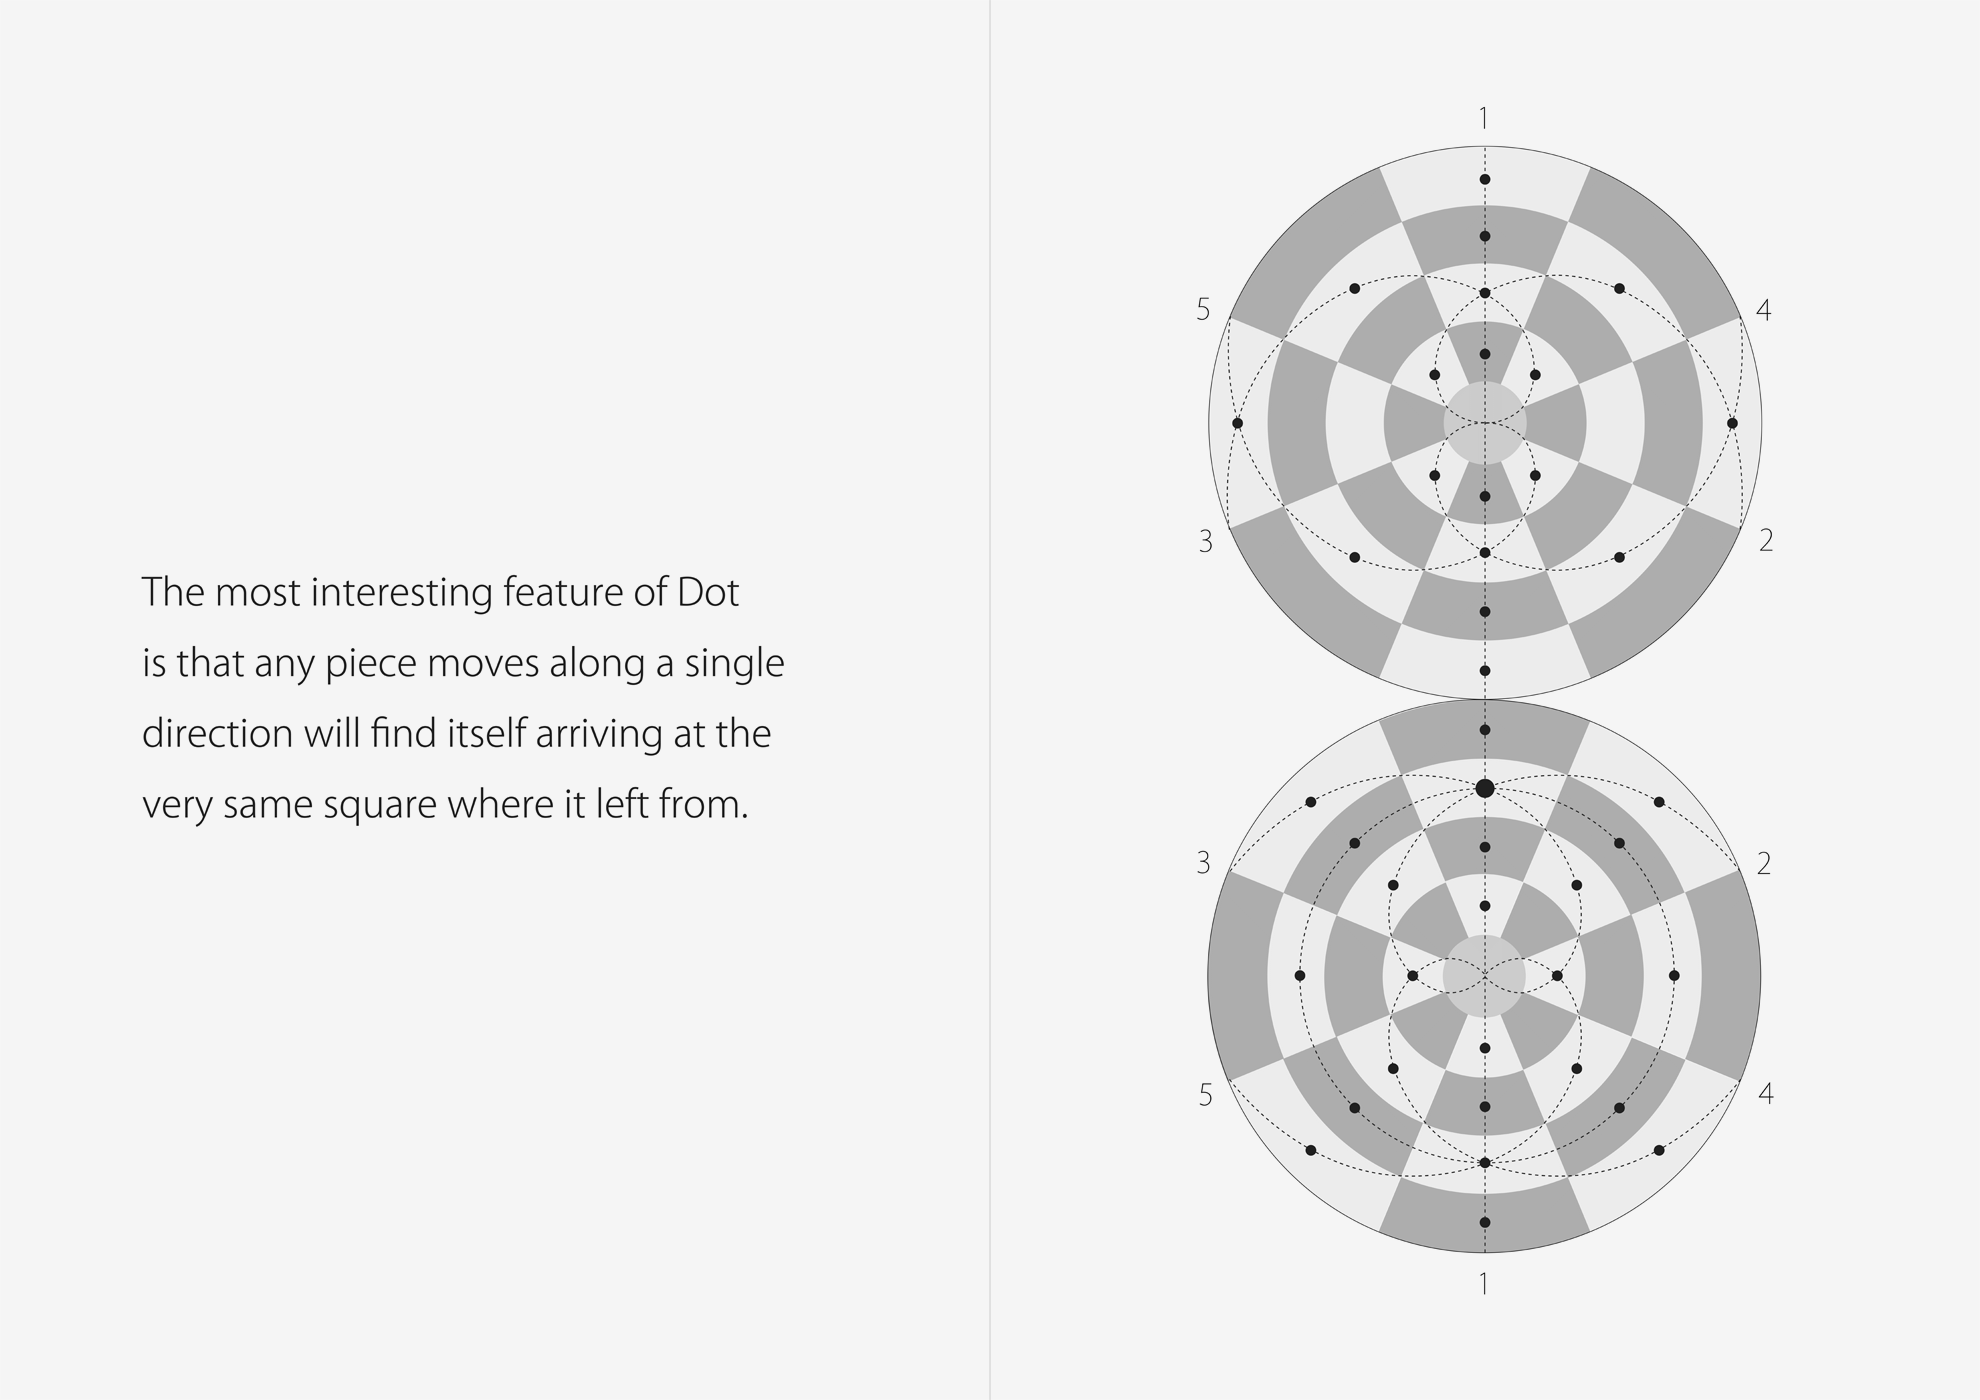 The most interesting feature of Dot
is that any piece moves along a single
direction will find itself arriving at the
very same square where it left from.
1
5
4
3
2
3
2
5
4
1